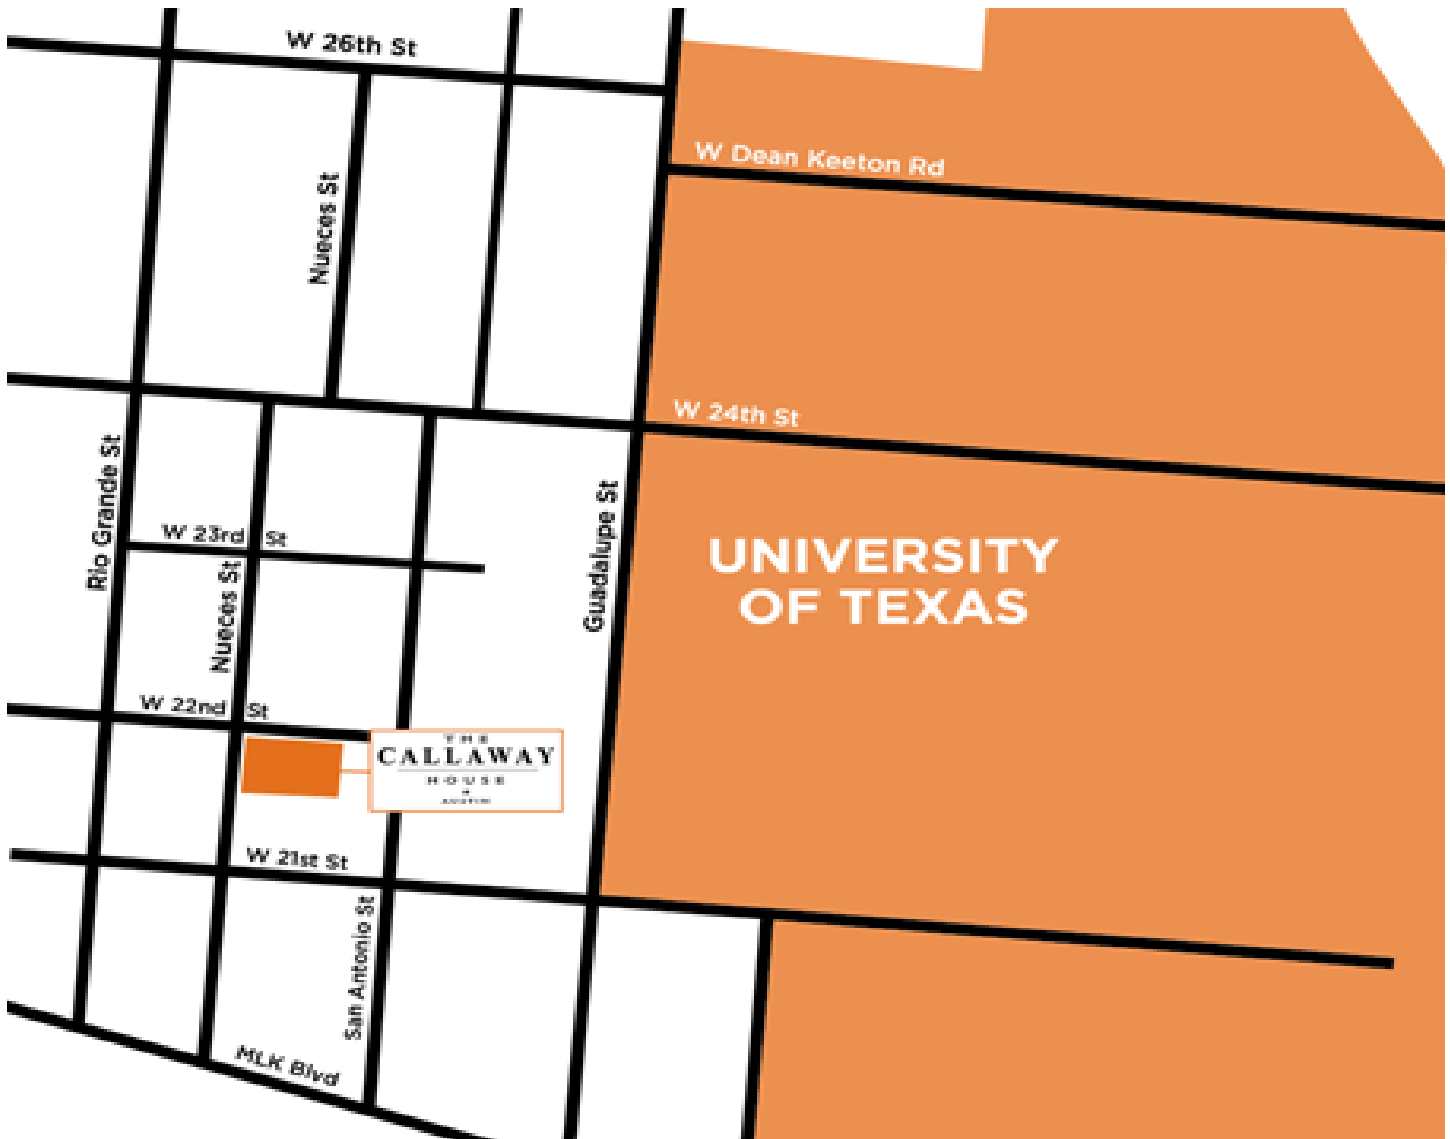 W 26th St
W Dean Keeton Rd
Nueces St
W 24th St
Rio Grande St
Guadalupe St
W 23rd St
UNIVERSITY
OF TEXAS
Nueces St
W 22nd St
THE
CALLAWAY
HOUSE
AUSTIN
W 21st St
San Antonio St
MLK Blvd